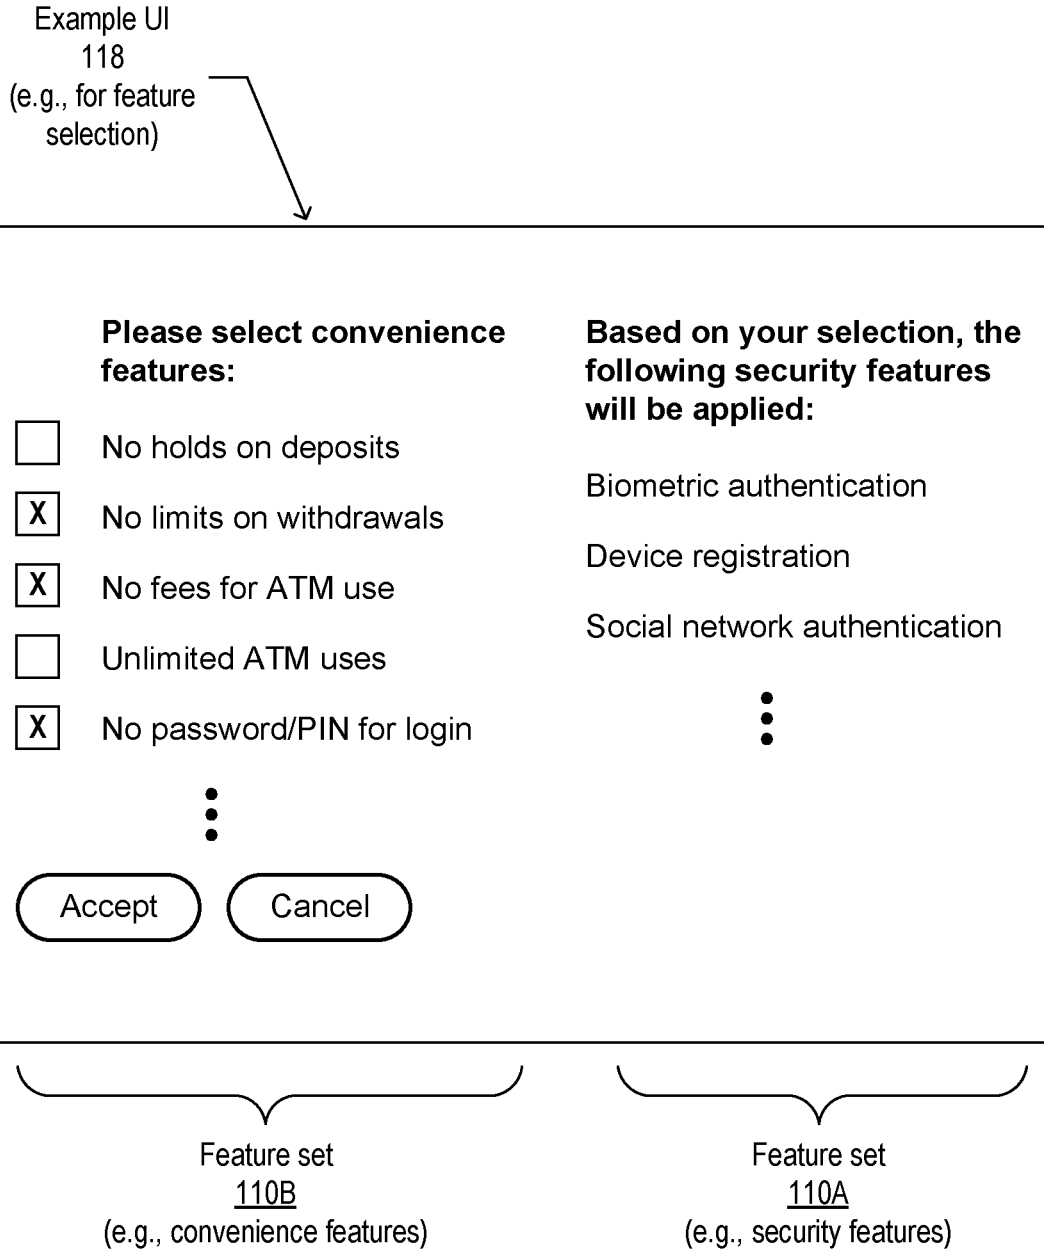 Example UI
118
(e.g., for feature
selection)
Please select convenience
features:
No holds on deposits
X No limits on withdrawals
X No fees for ATM use
Unlimited ATM uses
X No password/PIN for login
Accept Cancel
Based on your selection, the
following security features
will be applied:
Biometric authentication
Device registration
Social network authentication
Feature set
110B
(e.g., convenience features)
Feature set
110A
(e.g., security features)